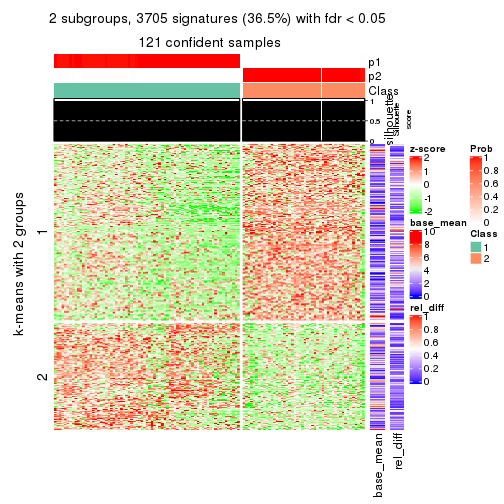 2 subgroups, 3705 signatures (36.5%) with fdr < 0.05
121 confident samples
p1
p2
Class
silhouette
Silhouette
score
1
0.5
0
k-means with 2 groups
1
2
base_mean
rel_diff
z-score
2
1
0
-1
-2
base_mean
10
8
6
4
2
0
rel_diff
1
0.8
0.6
0.4
0.2
0
Prob
1
0.8
0.6
0.4
0.2
0
Class
1
2